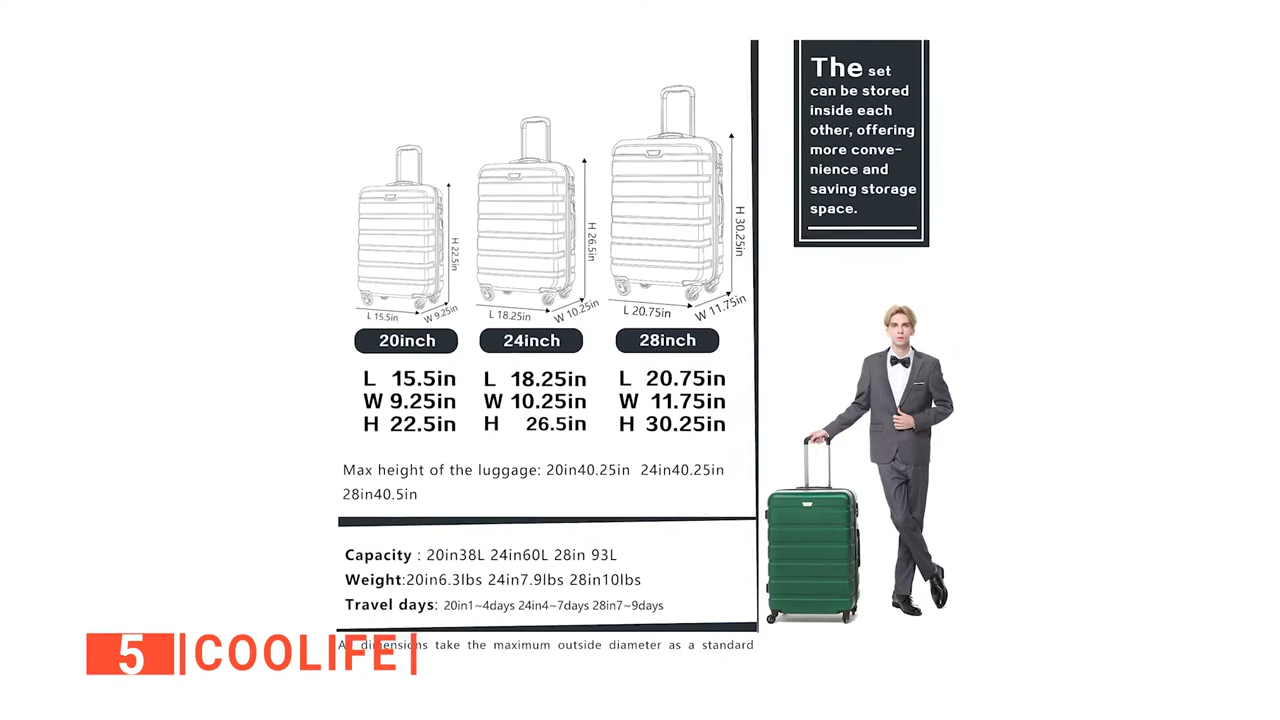 The set
can be stored
inside each
other, offering
more conve-
nience and
saving storage
space.
H 22.5in
L 15.5in
W 9.25in
H 26.5in
L 18.25in
W 10.25in
H 30.25in
L 20.75in
W 11.75in
20inch
24inch
28inch
L 15.5in
W 9.25in
H 22.5in
L 18.25in
W 10.25in
H 26.5in
L 20.75in
W 11.75in
H 30.25in
Max height of the luggage: 20in40.25in 24in40.25in
28in40.5in
Capacity : 20in38L 24in60L 28in 93L
Weight:20in6.3lbs 24in7.9lbs 28in10lbs
Travel days: 20in1~4days 24in4~7days 28in7~9days
All dimensions take the maximum outside diameter as a standard
5 COOLIFE